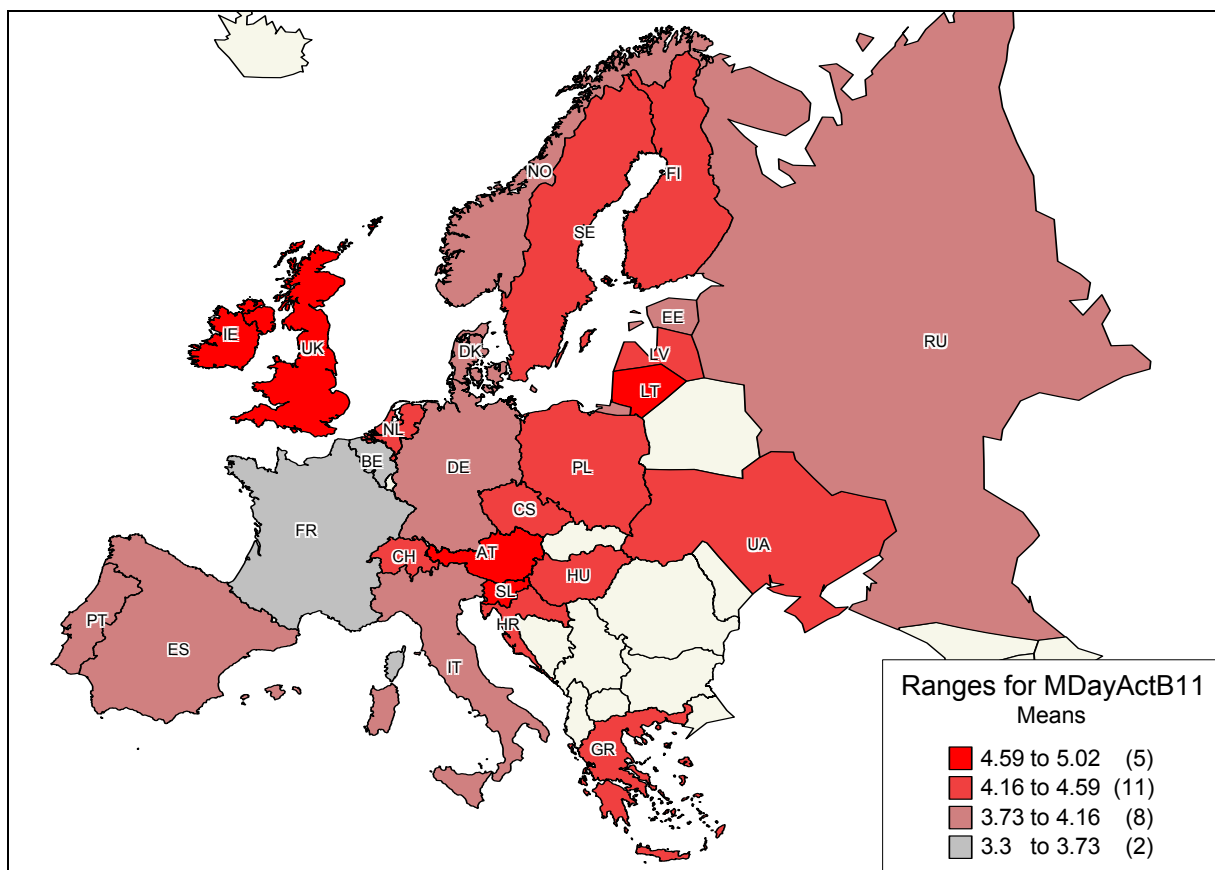 NO
FI
SE
IE
UK
EE
RU
DK
LV
LT
NL
BE
DE
PL
CS
FR
UA
CH
AT
HU
SL
HR
PT
ES
IT
GR
Ranges for MDayActB11
Means
4.59 to 5.02 (5)
4.16 to 4.59 (11)
3.73 to 4.16 (8)
3.3 to 3.73 (2)